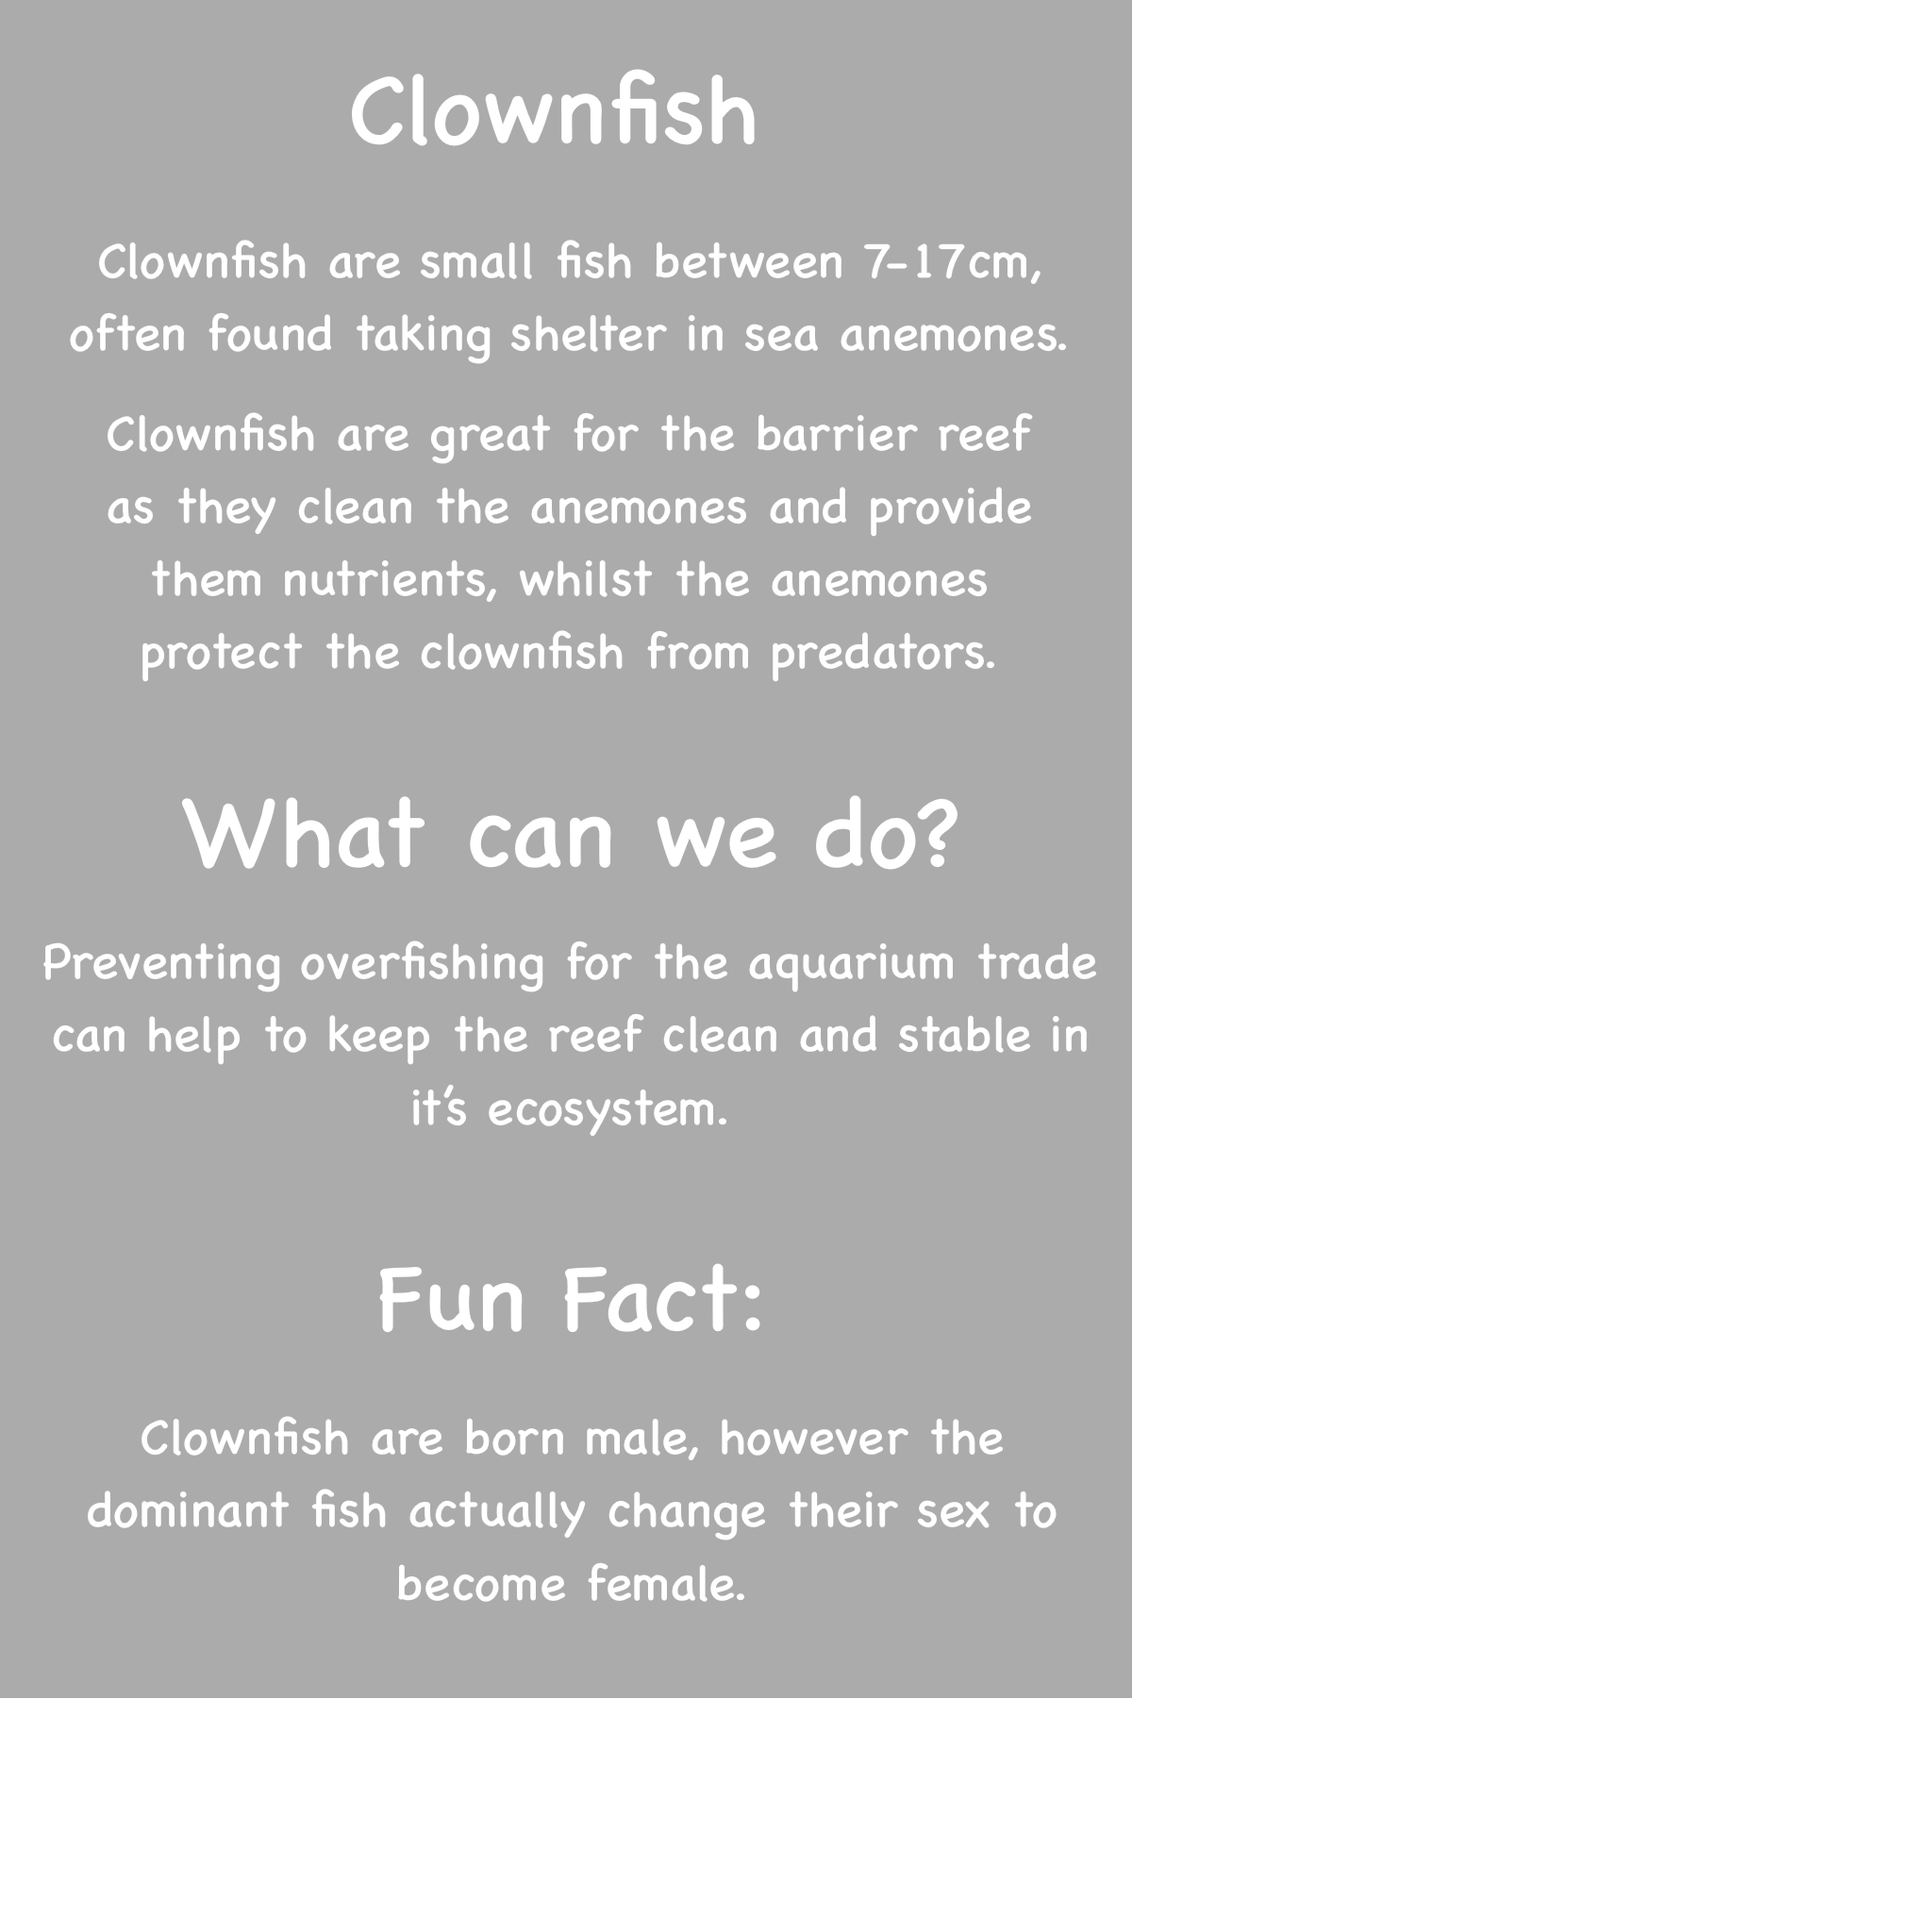 Clownfish
Clownfish are small fish between 7-17cm,
often found taking shelter in sea anemones.
Clownfish are great for the barrier reef
as they clean the anemones and provide
them nutrients, whilst the anemones
protect the clownfish from predators.
What can we do?
Preventing overfishing for the aquarium trade
can help to keep the reef clean and stable in
it's ecosystem.
Fun Fact:
Clownfish are born male, however the
dominant fish actually change their sex to
become female.